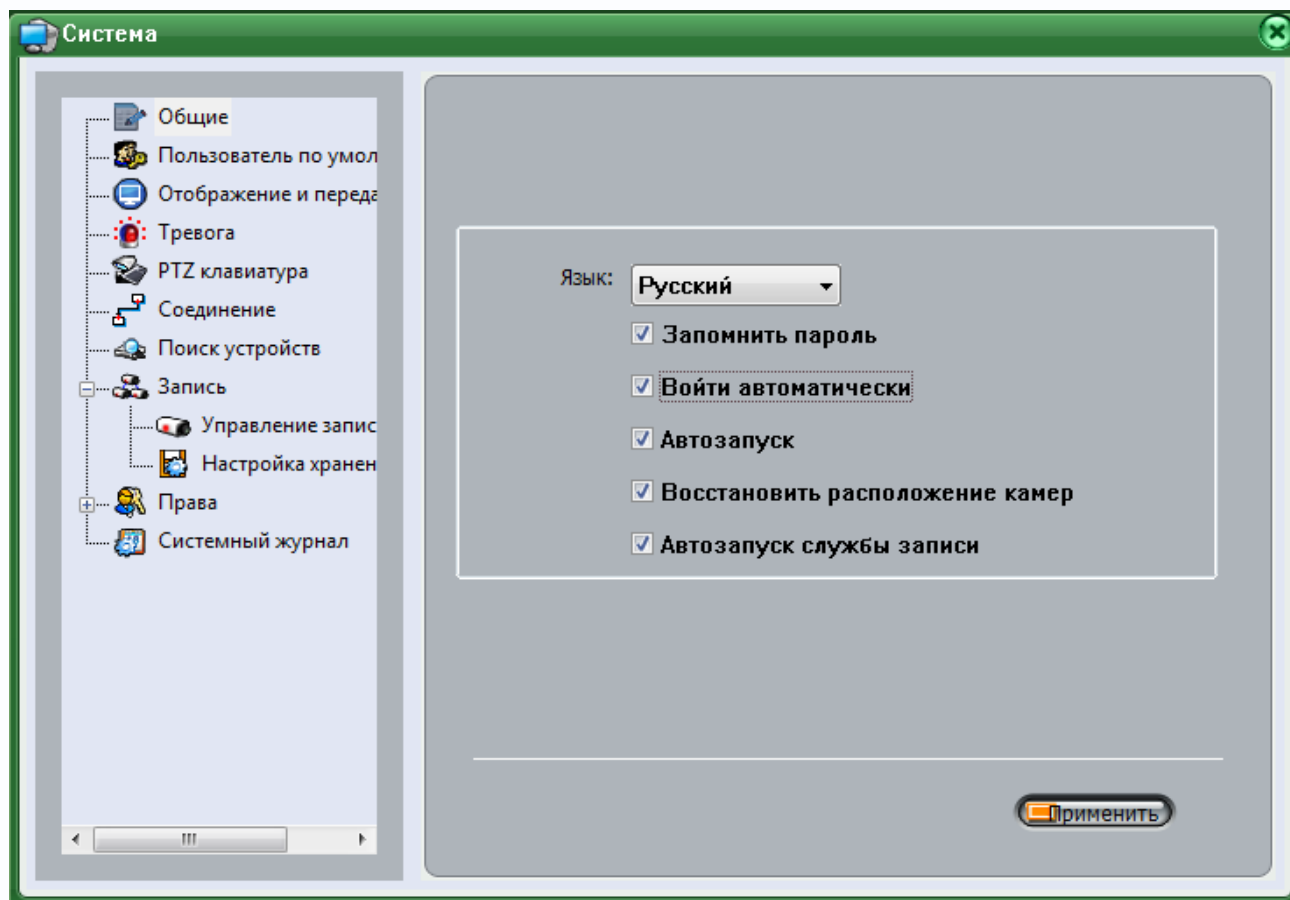 Система
Общие
Пользователь по умол
Отображение и переда
Тревога
PTZ клавиатура
Соединение
Поиск устройств
Запись
Управление запис
Настройка хранен
Права
Системный журнал
Язык: Русский
Запомнить пароль
Войти автоматически
Автозапуск
Восстановить расположение камер
Автозапуск службы записи
Применить